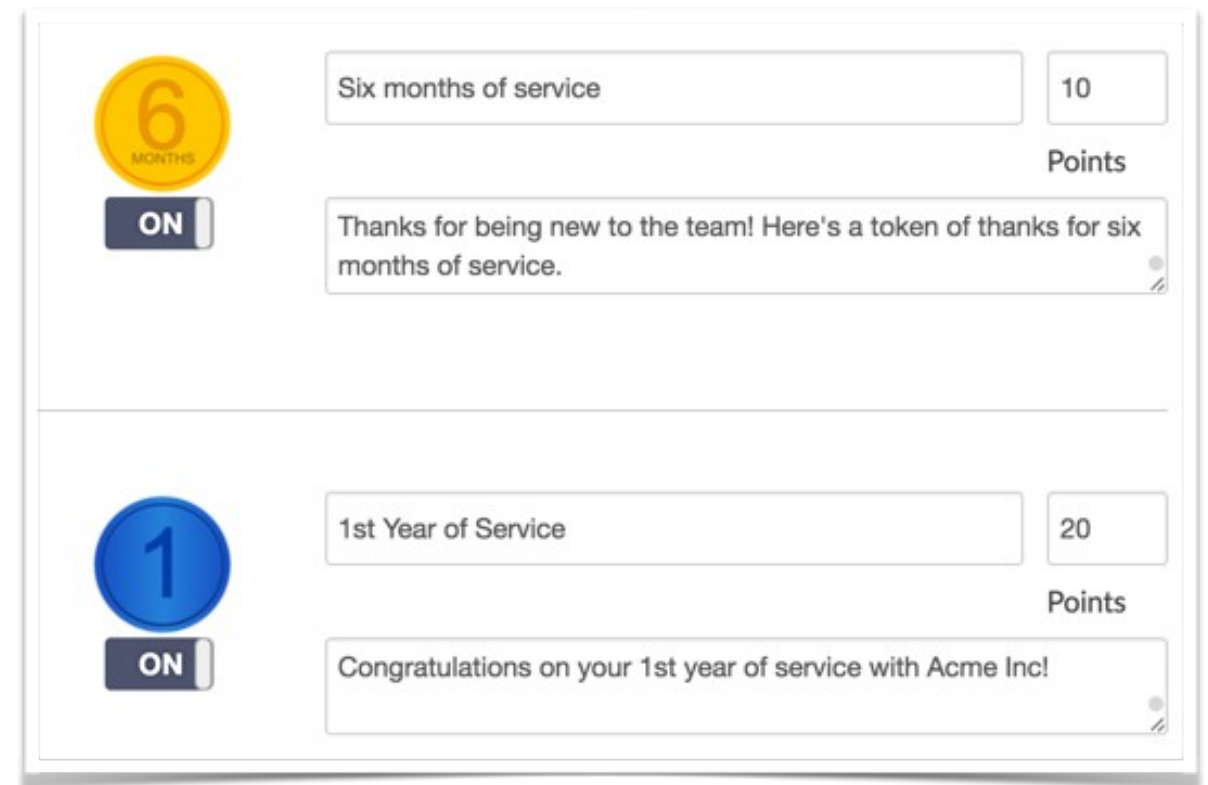 6
MONTHS
ON
Six months of service
10
Points
Thanks for being new to the team! Here's a token of thanks for six
months of service.
1
ON
1st Year of Service
20
Points
Congratulations on your 1st year of service with Acme Inc!